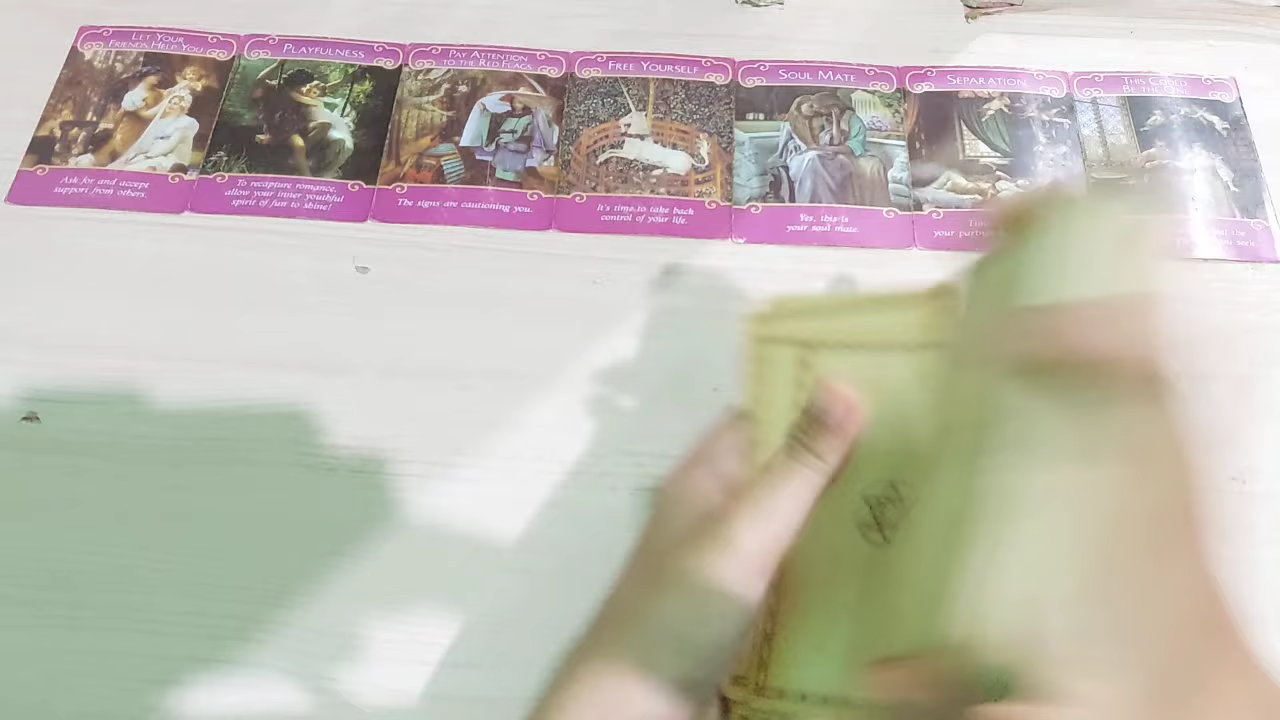 LET YOUR
FRIENDS HELP YOU
Ask for and accept
support from others.
PLAYFULNESS
To recapture romance,
allow your inner youthful
spirit of fun to shine!
PAY ATTENTION
TO THE RED FLAGS
The signs are cautioning you.
FREE YOURSELF
It's time to take back
control of your life.
SOUL MATE
Yes, this is
your soul mate.
SEPARATION
your
THIS COULD
BE THE ONE
the
you seek.